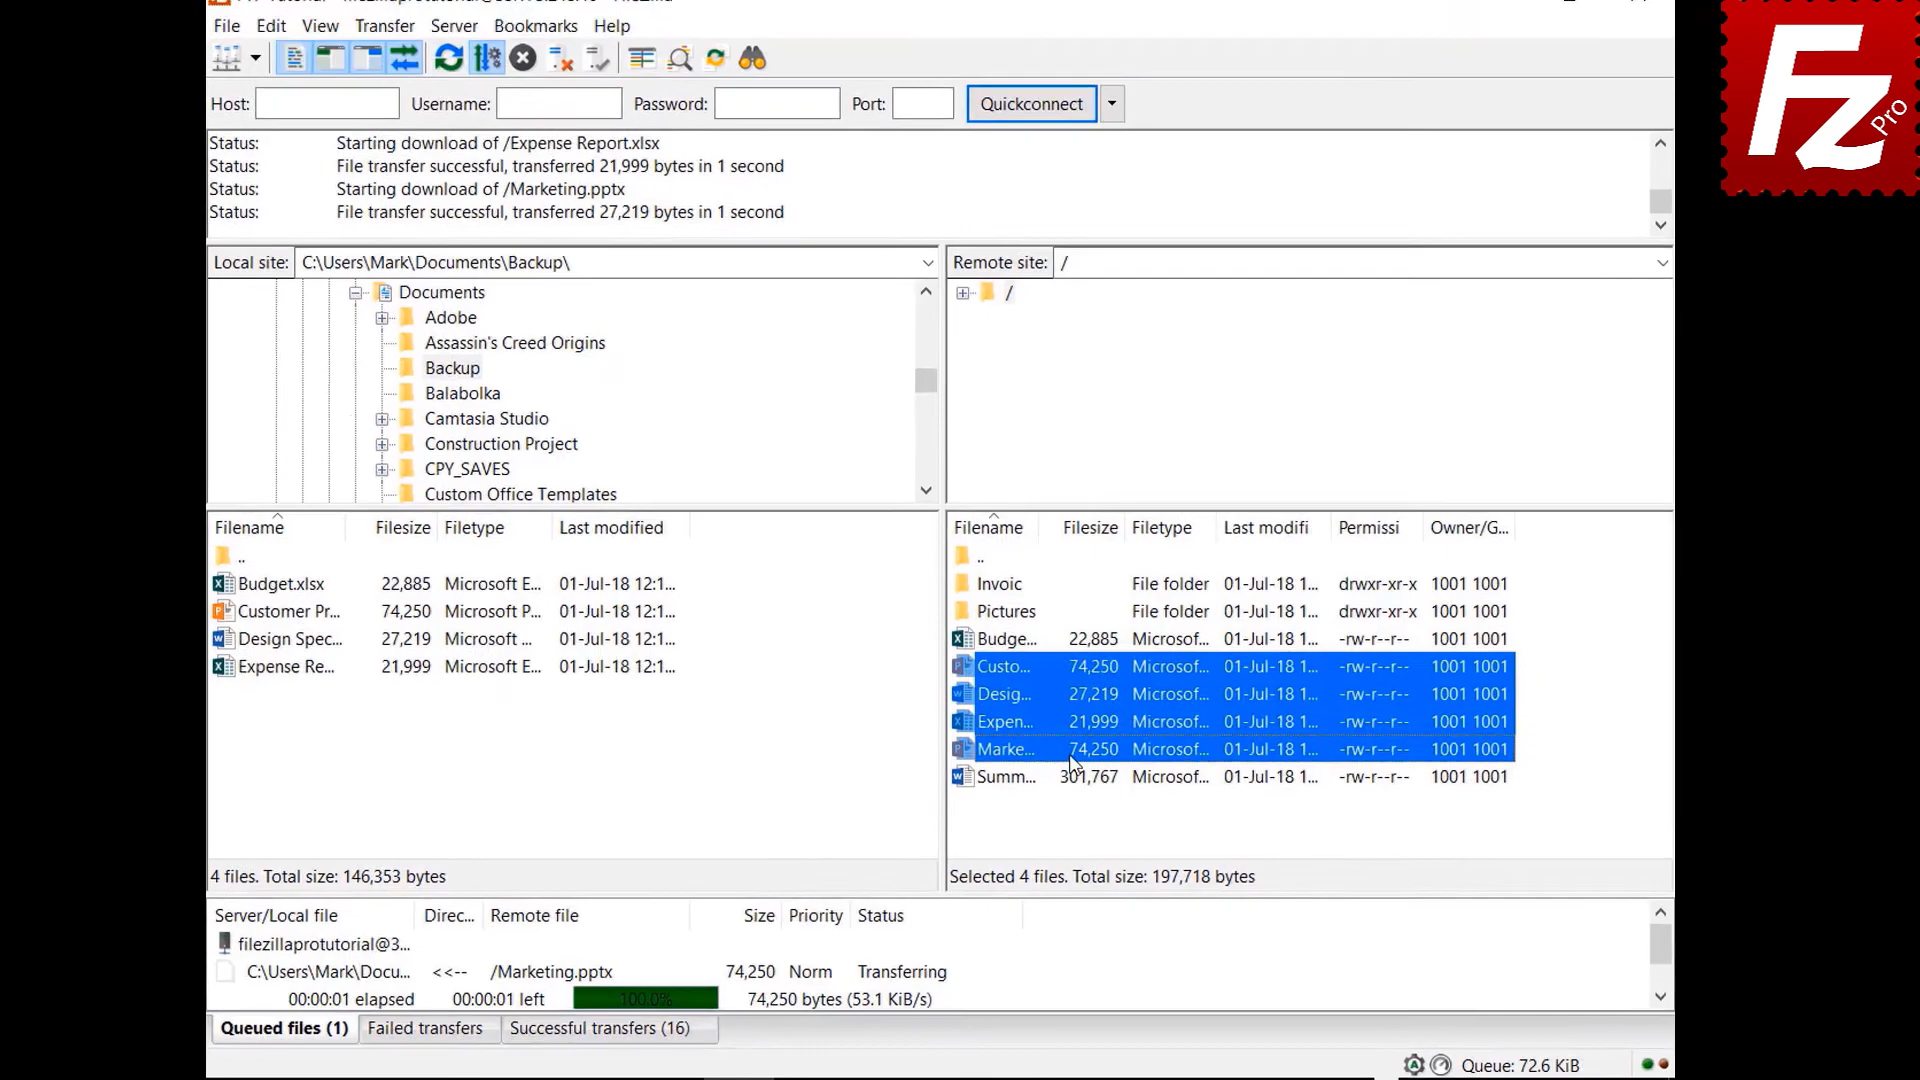 File Edit View Transfer Server Bookmarks Help
Host: Username: Password: Port: Quickconnect
Status: Starting download of /Expense Report.xlsx
Status: File transfer successful, transferred 21,999 bytes in 1 second
Status: Starting download of /Marketing.pptx
Status: File transfer successful, transferred 27,219 bytes in 1 second
Local site: C:\Users\Mark\Documents\Backup\
Documents
Adobe
Assassin's Creed Origins
Backup
Balabolka
Camtasia Studio
Construction Project
CPY_SAVES
Custom Office Templates
Remote site: /
/
Filename Filesize Filetype Last modified
..
Budget.xlsx 22,885 Microsoft E... 01-Jul-18 12:1...
Customer Pr... 74,250 Microsoft P... 01-Jul-18 12:1...
Design Spec... 27,219 Microsoft ... 01-Jul-18 12:1...
Expense Re... 21,999 Microsoft E... 01-Jul-18 12:1...
4 files. Total size: 146,353 bytes
Filename Filesize Filetype Last modifi Permissi Owner/G...
..
Invoic File folder 01-Jul-18 1... drwxr-xr-x 1001 1001
Pictures File folder 01-Jul-18 1... drwxr-xr-x 1001 1001
Budge... 22,885 Microsof... 01-Jul-18 1... -rw-r--r-- 1001 1001
Custo... 74,250 Microsof... 01-Jul-18 1... -rw-r--r-- 1001 1001
Desig... 27,219 Microsof... 01-Jul-18 1... -rw-r--r-- 1001 1001
Expen... 21,999 Microsof... 01-Jul-18 1... -rw-r--r-- 1001 1001
Marke... 74,250 Microsof... 01-Jul-18 1... -rw-r--r-- 1001 1001
Summ... 301,767 Microsof... 01-Jul-18 1... -rw-r--r-- 1001 1001
Selected 4 files. Total size: 197,718 bytes
Server/Local file Direc... Remote file Size Priority Status
filezillaprotutorial@3...
C:\Users\Mark\Docu... <<-- /Marketing.pptx 74,250 Norm Transferring
00:00:01 elapsed 00:00:01 left 100.0% 74,250 bytes (53.1 KiB/s)
Queued files (1) Failed transfers Successful transfers (16)
Queue: 72.6 KiB
Fz Pro